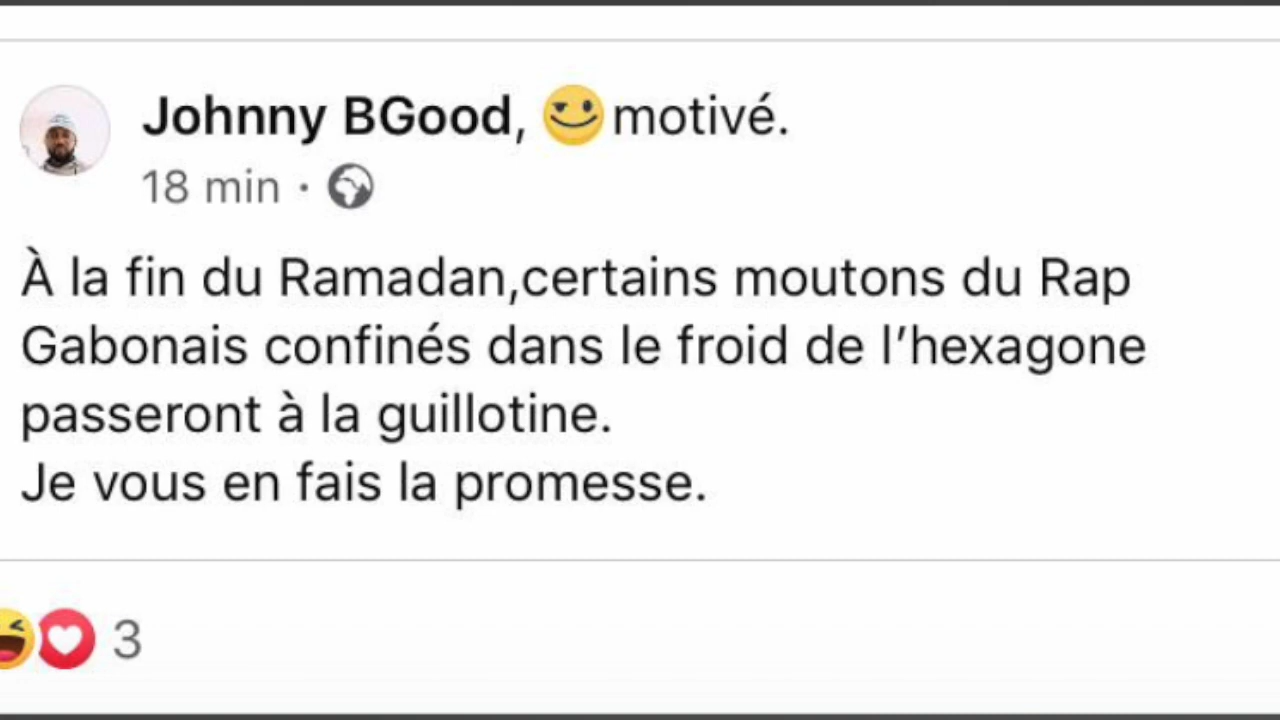 Johnny BGood, motivé.
18 min ·
À la fin du Ramadan,certains moutons du Rap
Gabonais confinés dans le froid de l’hexagone
passeront à la guillotine.
Je vous en fais la promesse.
3